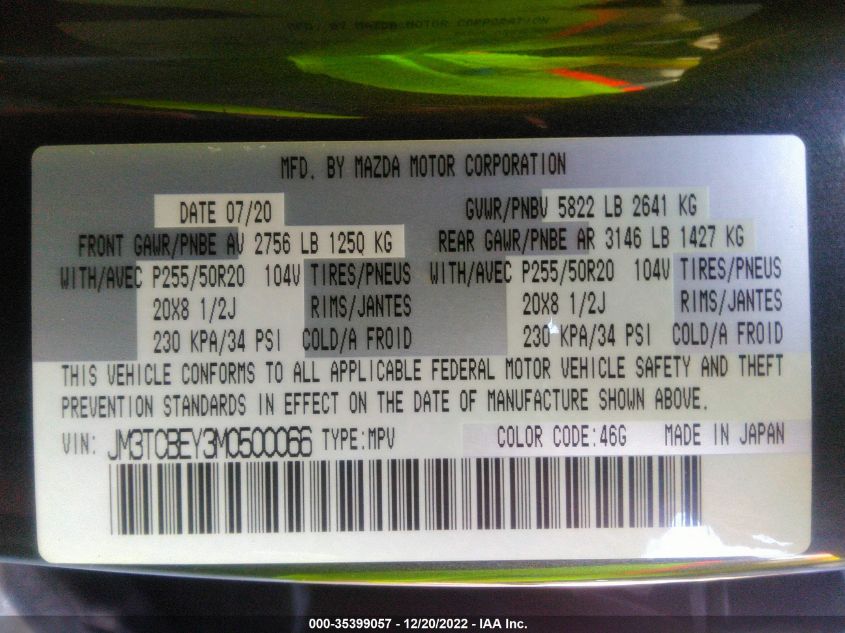 MFD. BY MAZDA MOTOR CORPORATION
DATE 07/20 GVWR/PNBV 5822 LB 2641 KG
FRONT GAWR/PNBE AV 2756 LB 1250 KG REAR GAWR/PNBE AR 3146 LB 1427 KG
WITH/AVEC P255/50R20 104V TIRES/PNEUS WITH/AVEC P255/50R20 104V TIRES/PNEUS
20X8 1/2J RIMS/JANTES 20X8 1/2J RIMS/JANTES
230 KPA/34 PSI COLD/A FROID 230 KPA/34 PSI COLD/A FROID
THIS VEHICLE CONFORMS TO ALL APPLICABLE FEDERAL MOTOR VEHICLE SAFETY AND THEFT
PREVENTION STANDARDS IN EFFECT ON THE DATE OF MANUFACTURE SHOWN ABOVE.
VIN: JM3TCBEY3M0500066 TYPE:MPV COLOR CODE:46G MADE IN JAPAN
000-35399057 - 12/20/2022 - IAA Inc.